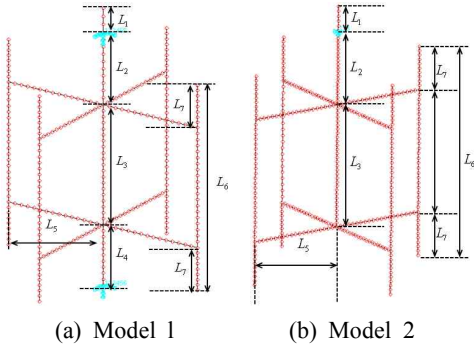 L₁
L₂
L₃
L₄
L₅
L₆
L₇
L₇
L₁
L₂
L₃
L₅
L₆
L₇
L₇
(a) Model 1
(b) Model 2